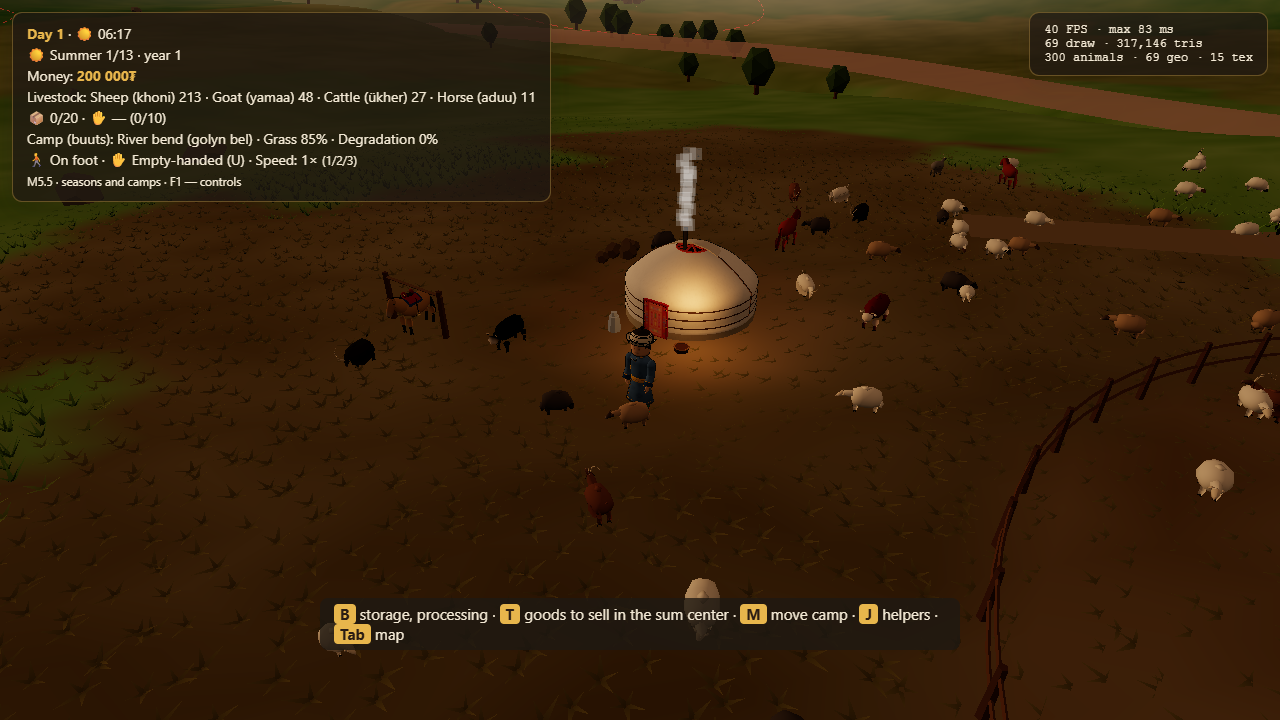 Day 1 · ☀️ 06:17
☀️ Summer 1/13 · year 1
Money: 200 000₮
Livestock: Sheep (khoni) 213 · Goat (yamaa) 48 · Cattle (ükher) 27 · Horse (aduu) 11
📦 0/20 · ✋ — (0/10)
Camp (buuts): River bend (golyn bel) · Grass 85% · Degradation 0%
🚶 On foot · ✋ Empty-handed (U) · Speed: 1× (1/2/3)
M5.5 · seasons and camps · F1 — controls
40 FPS · max 83 ms
69 draw · 317,146 tris
300 animals · 69 geo · 15 tex
B storage, processing · T goods to sell in the sum center · M move camp · J helpers ·
Tab map